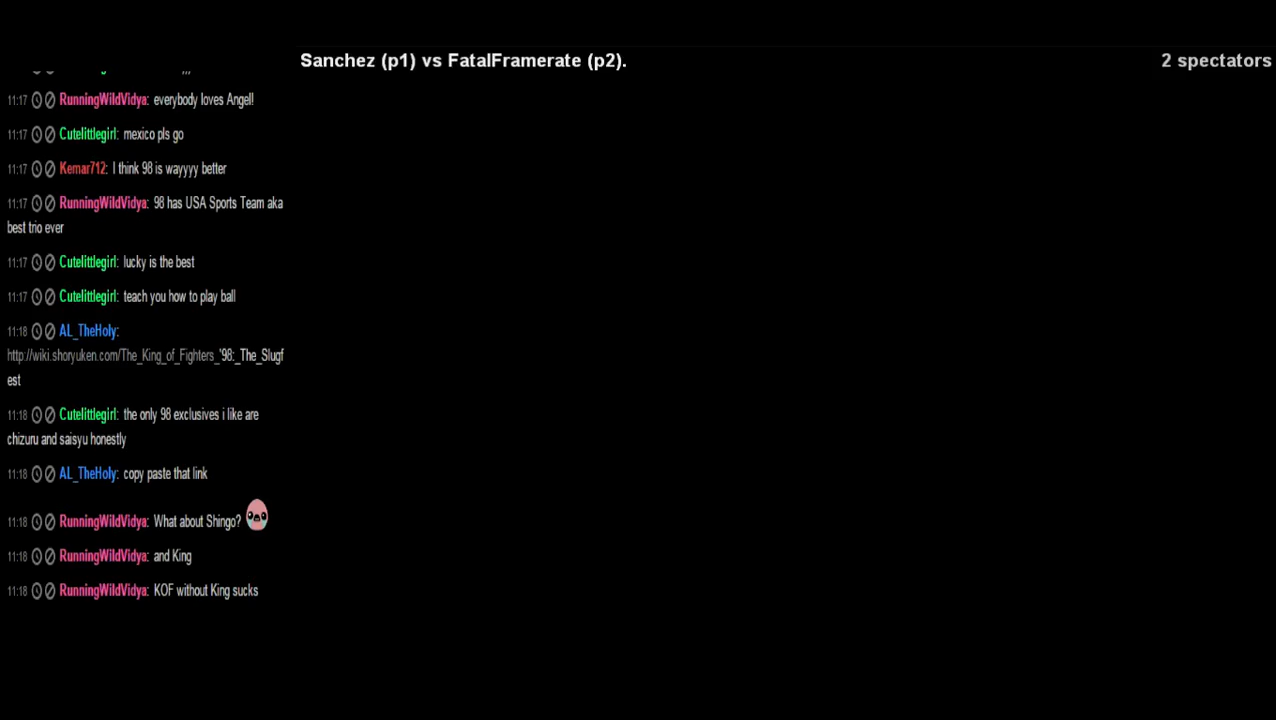 Sanchez (p1) vs FatalFramerate (p2).
2 spectators
11:17 RunningWildVidya: everybody loves Angel!
11:17 Cutelittlegirl: mexico pls go
11:17 Kemar712: I think 98 is wayyyy better
11:17 RunningWildVidya: 98 has USA Sports Team aka
best trio ever
11:17 Cutelittlegirl: lucky is the best
11:17 Cutelittlegirl: teach you how to play ball
11:18 AL_TheHoly:
http://wiki.shoryuken.com/The_King_of_Fighters_'98:_The_Slugf
est
11:18 Cutelittlegirl: the only 98 exclusives i like are
chizuru and saisyu honestly
11:18 AL_TheHoly: copy paste that link
11:18 RunningWildVidya: What about Shingo?
11:18 RunningWildVidya: and King
11:18 RunningWildVidya: KOF without King sucks